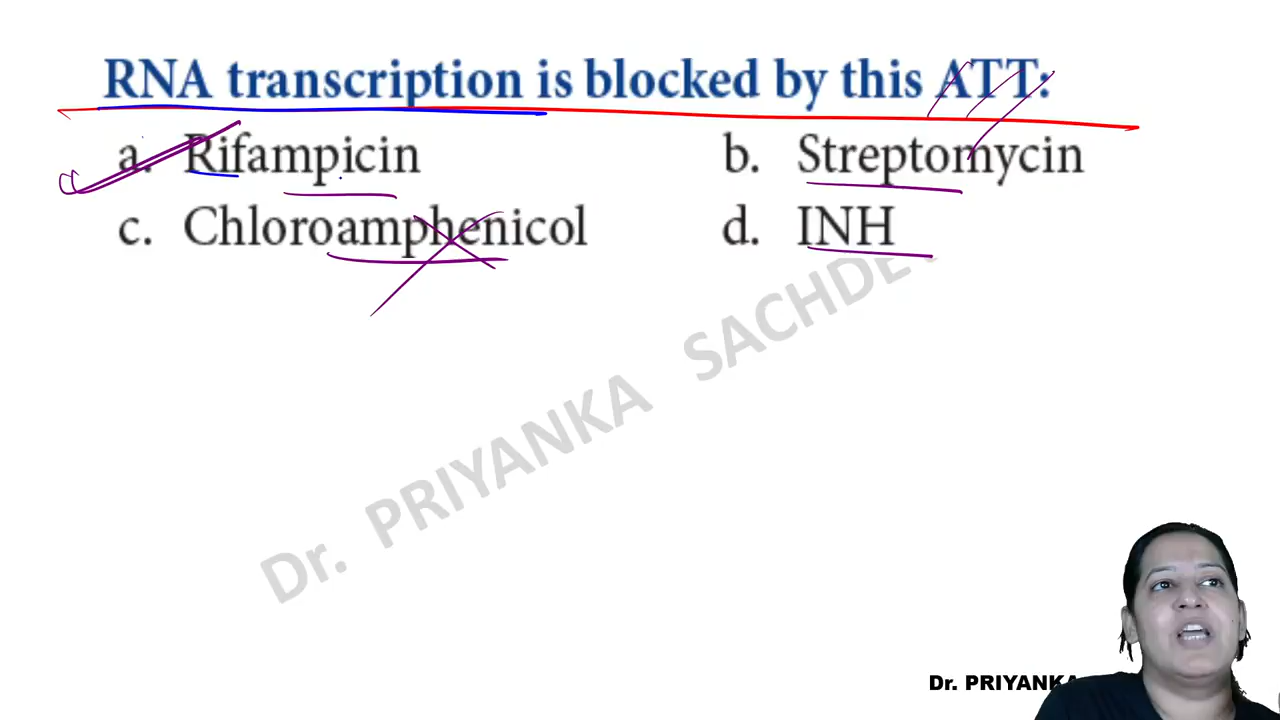 RNA transcription is blocked by this ATT:
a. Rifampicin
b. Streptomycin
c. Chloroamphenicol
d. INH
Dr. PRIYANKA SACHDE
Dr. PRIYANKA